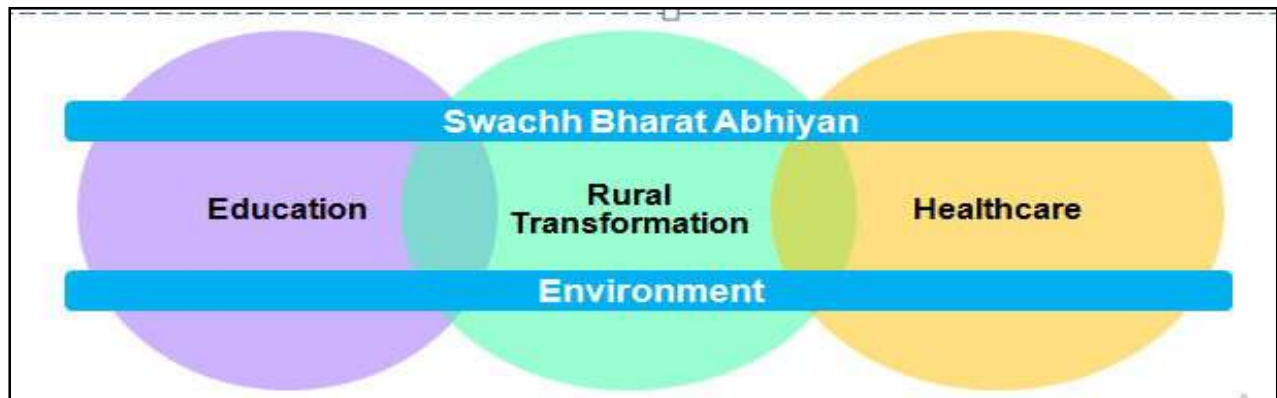 Swachh Bharat Abhiyan
Education
Rural
Transformation
Healthcare
Environment